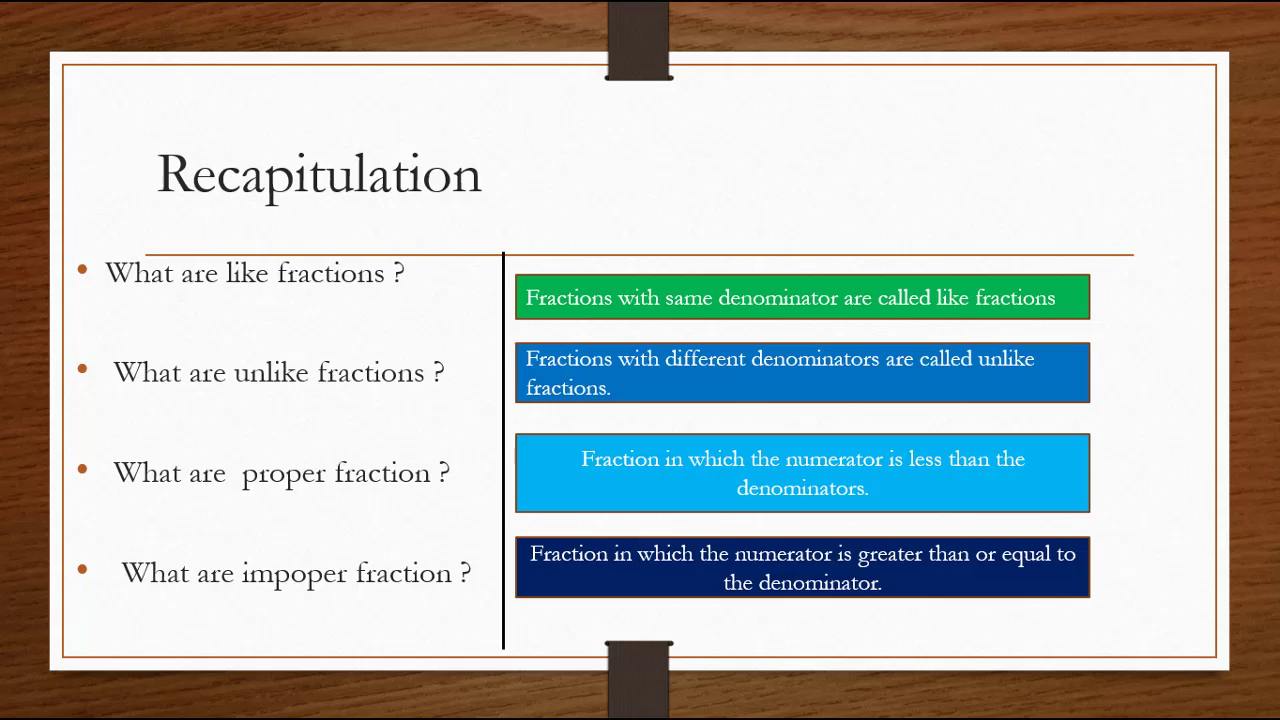 Recapitulation
What are like fractions ?
Fractions with same denominator are called like fractions
What are unlike fractions ?
Fractions with different denominators are called unlike
fractions.
What are proper fraction ?
Fraction in which the numerator is less than the
denominators.
What are impoper fraction ?
Fraction in which the numerator is greater than or equal to
the denominator.